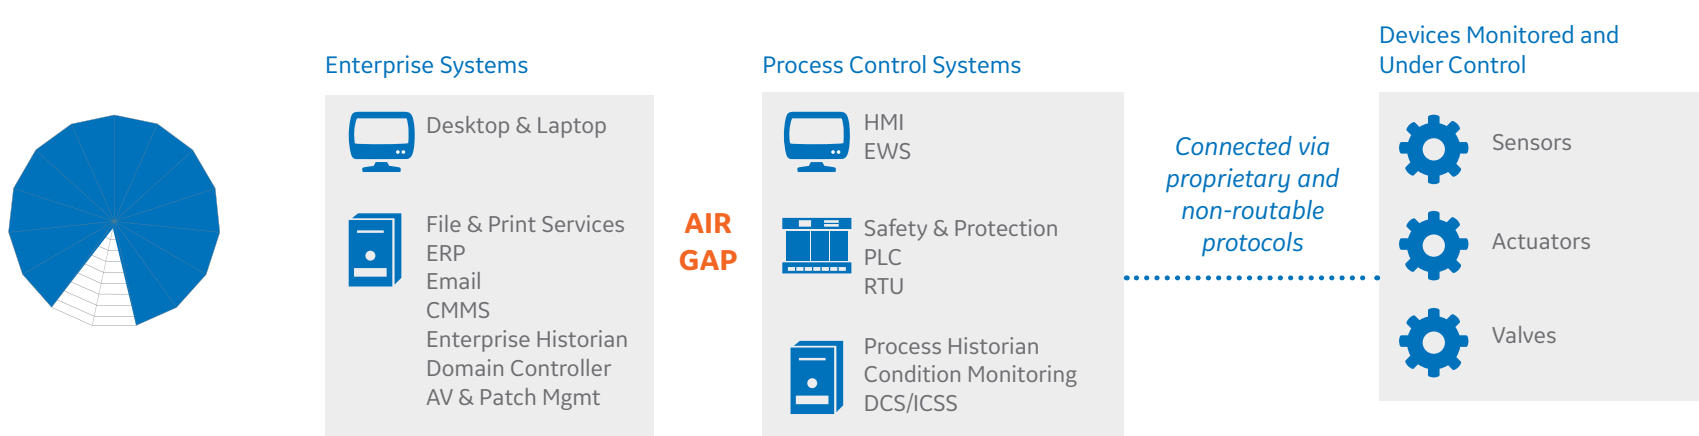 Enterprise Systems
Desktop & Laptop
File & Print Services
ERP
Email
CMMS
Enterprise Historian
Domain Controller
AV & Patch Mgmt
AIR
GAP
Process Control Systems
HMI
EWS
Safety & Protection
PLC
RTU
Process Historian
Condition Monitoring
DCS/ICSS
Connected via
proprietary and
non-routable
protocols
Devices Monitored and
Under Control
Sensors
Actuators
Valves